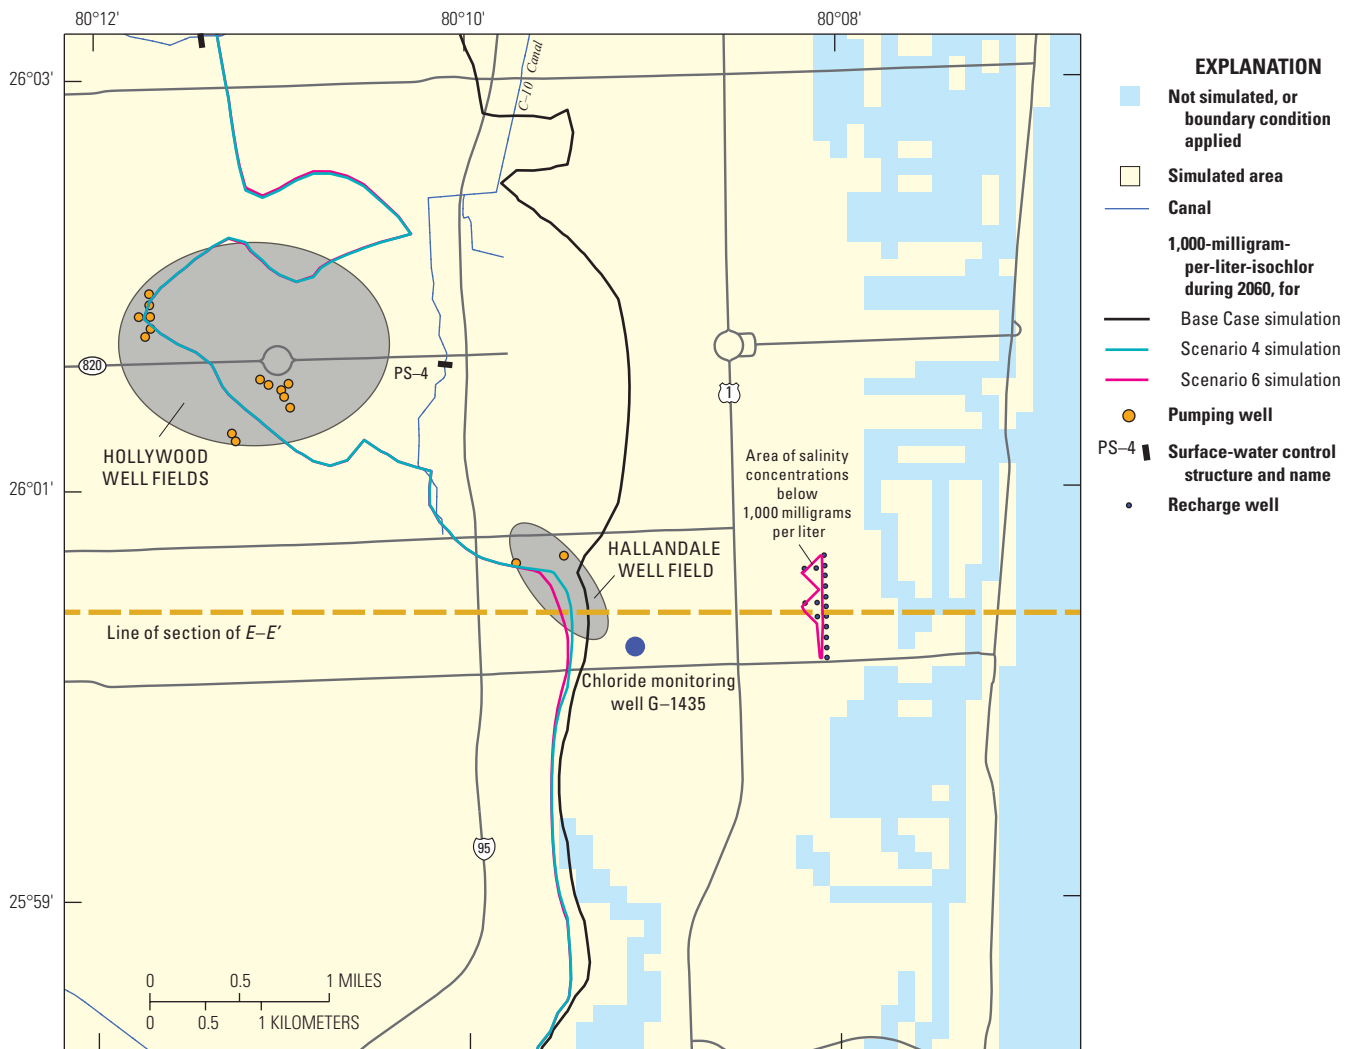 80°12'
80°10'
80°08'
26°03'
26°01'
25°59'
C–10 Canal
820
PS–4
HOLLYWOOD
WELL FIELDS
1
Area of salinity
concentrations
below
1,000 milligrams
per liter
HALLANDALE
WELL FIELD
Line of section of E–E'
Chloride monitoring
well G–1435
95
0 0.5 1 MILES
0 0.5 1 KILOMETERS
EXPLANATION
Not simulated, or
boundary condition
applied
Simulated area
Canal
1,000-milligram-
per-liter-isochlor
during 2060, for
Base Case simulation
Scenario 4 simulation
Scenario 6 simulation
Pumping well
PS–4 Surface-water control
structure and name
Recharge well